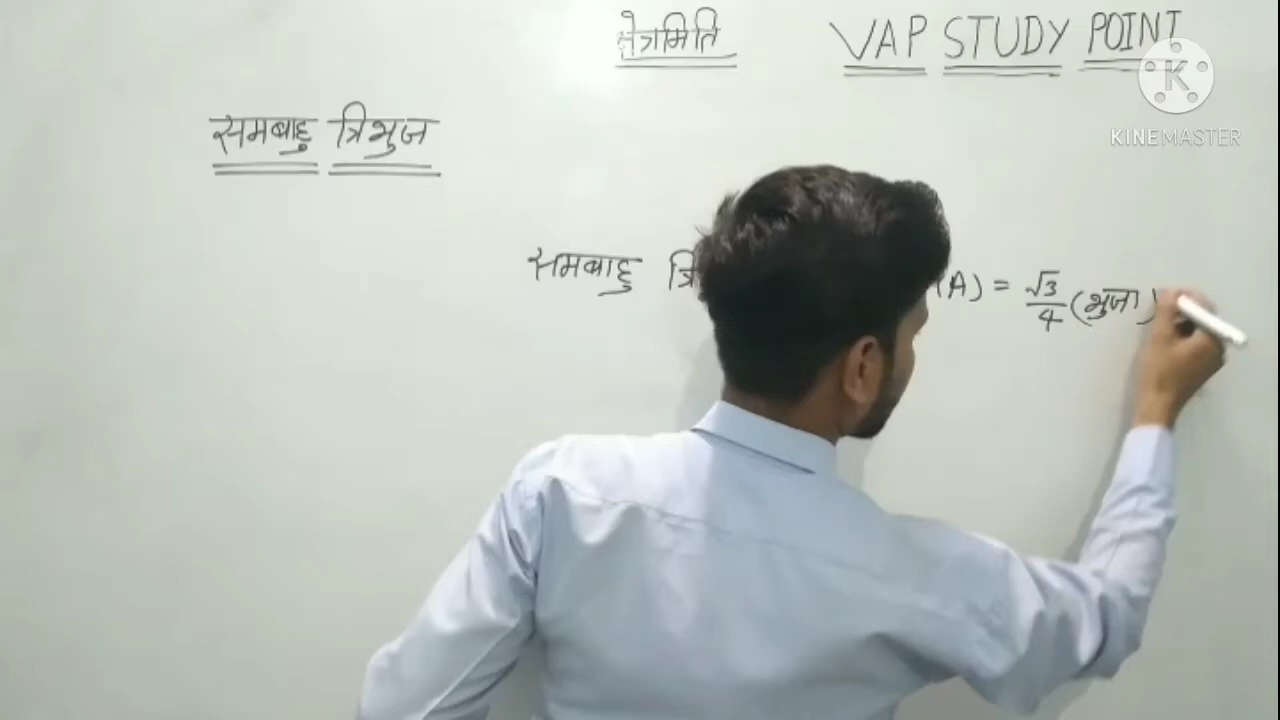 क्षेत्रमिति VAP STUDY POINT
K
KINEMASTER
समबाहु त्रिभुज
समबाहु (A) = √3/4 (भुजा)